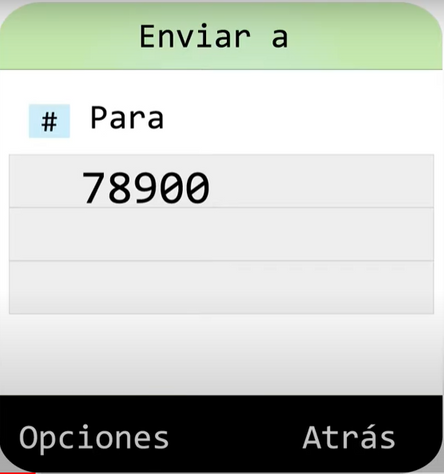 Enviar a
# Para
78900
Opciones
Atrás